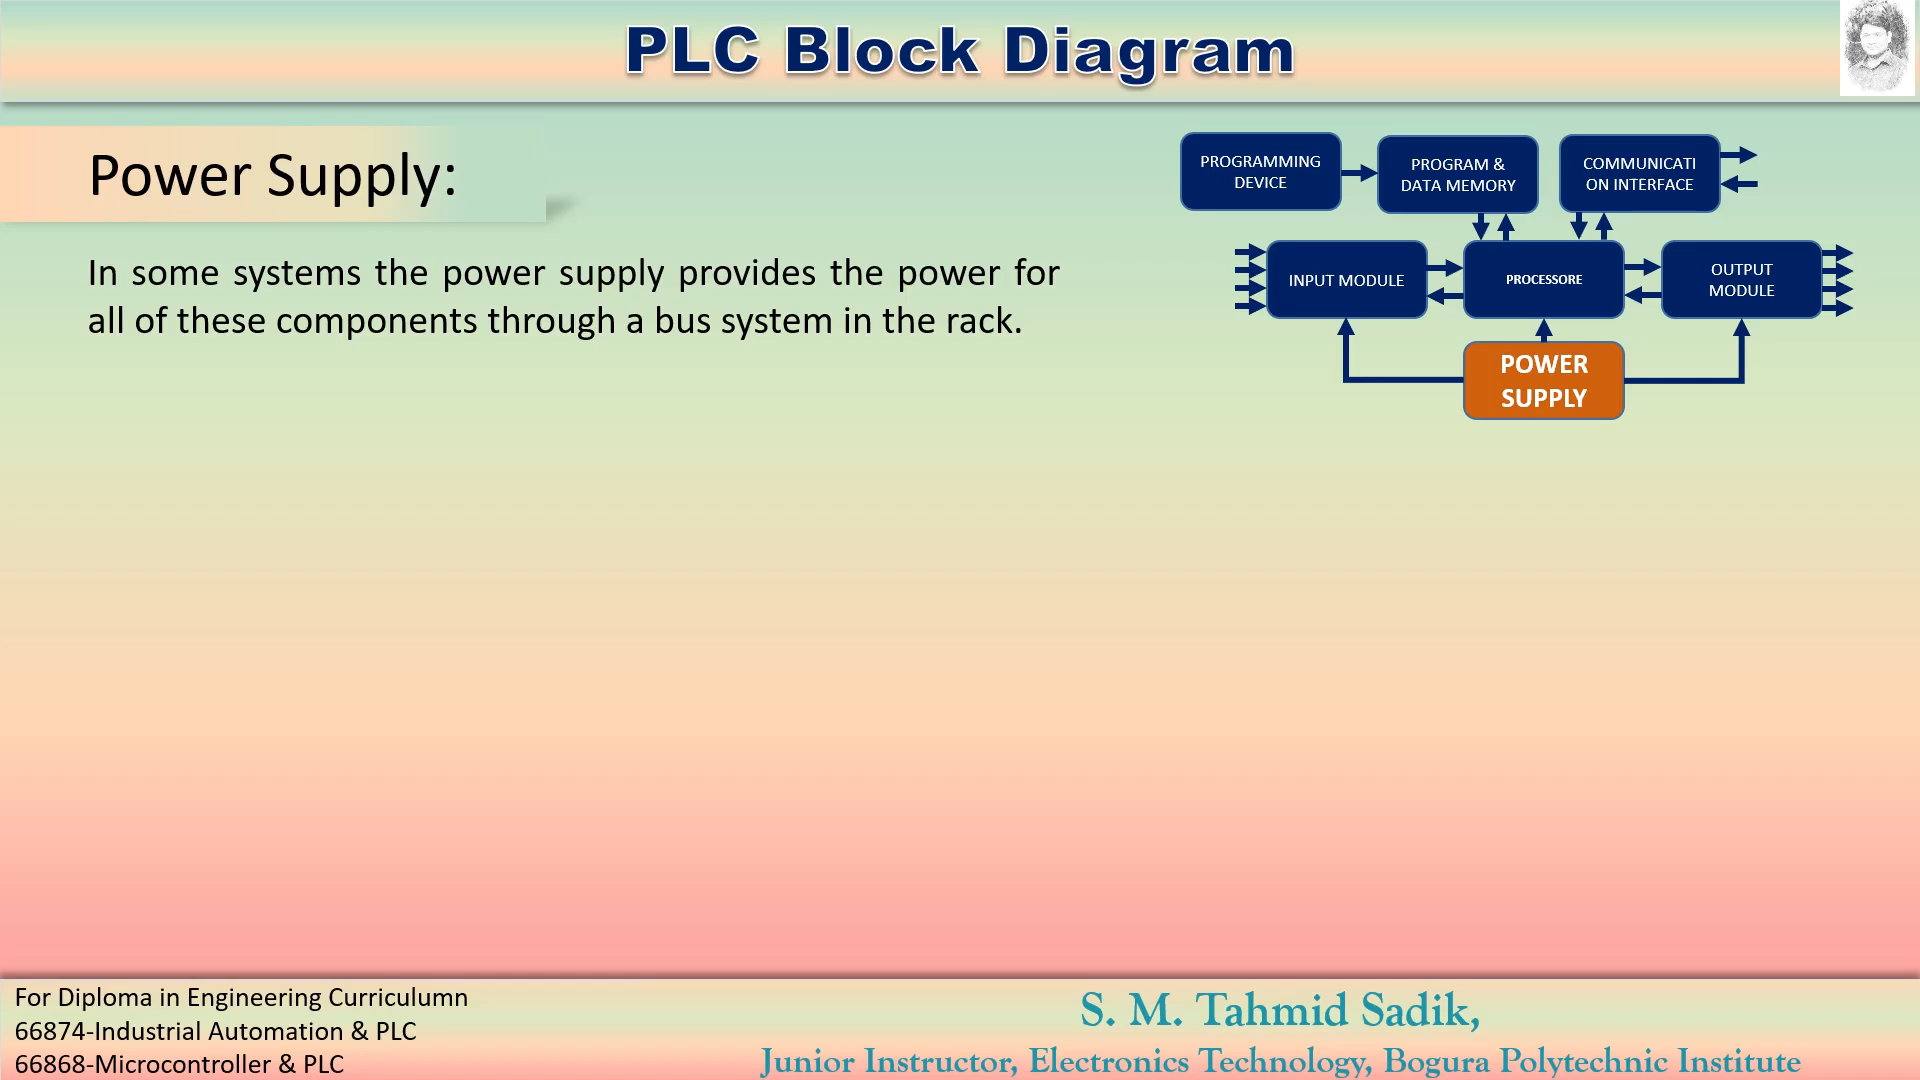 PLC Block Diagram
Power Supply:
In some systems the power supply provides the power for
all of these components through a bus system in the rack.
PROGRAMMING
DEVICE
PROGRAM &
DATA MEMORY
COMMUNICATI
ON INTERFACE
INPUT MODULE
PROCESSORE
OUTPUT
MODULE
POWER
SUPPLY
For Diploma in Engineering Curriculumn
66874-Industrial Automation & PLC
66868-Microcontroller & PLC
S. M. Tahmid Sadik,
Junior Instructor, Electronics Technology, Bogura Polytechnic Institute